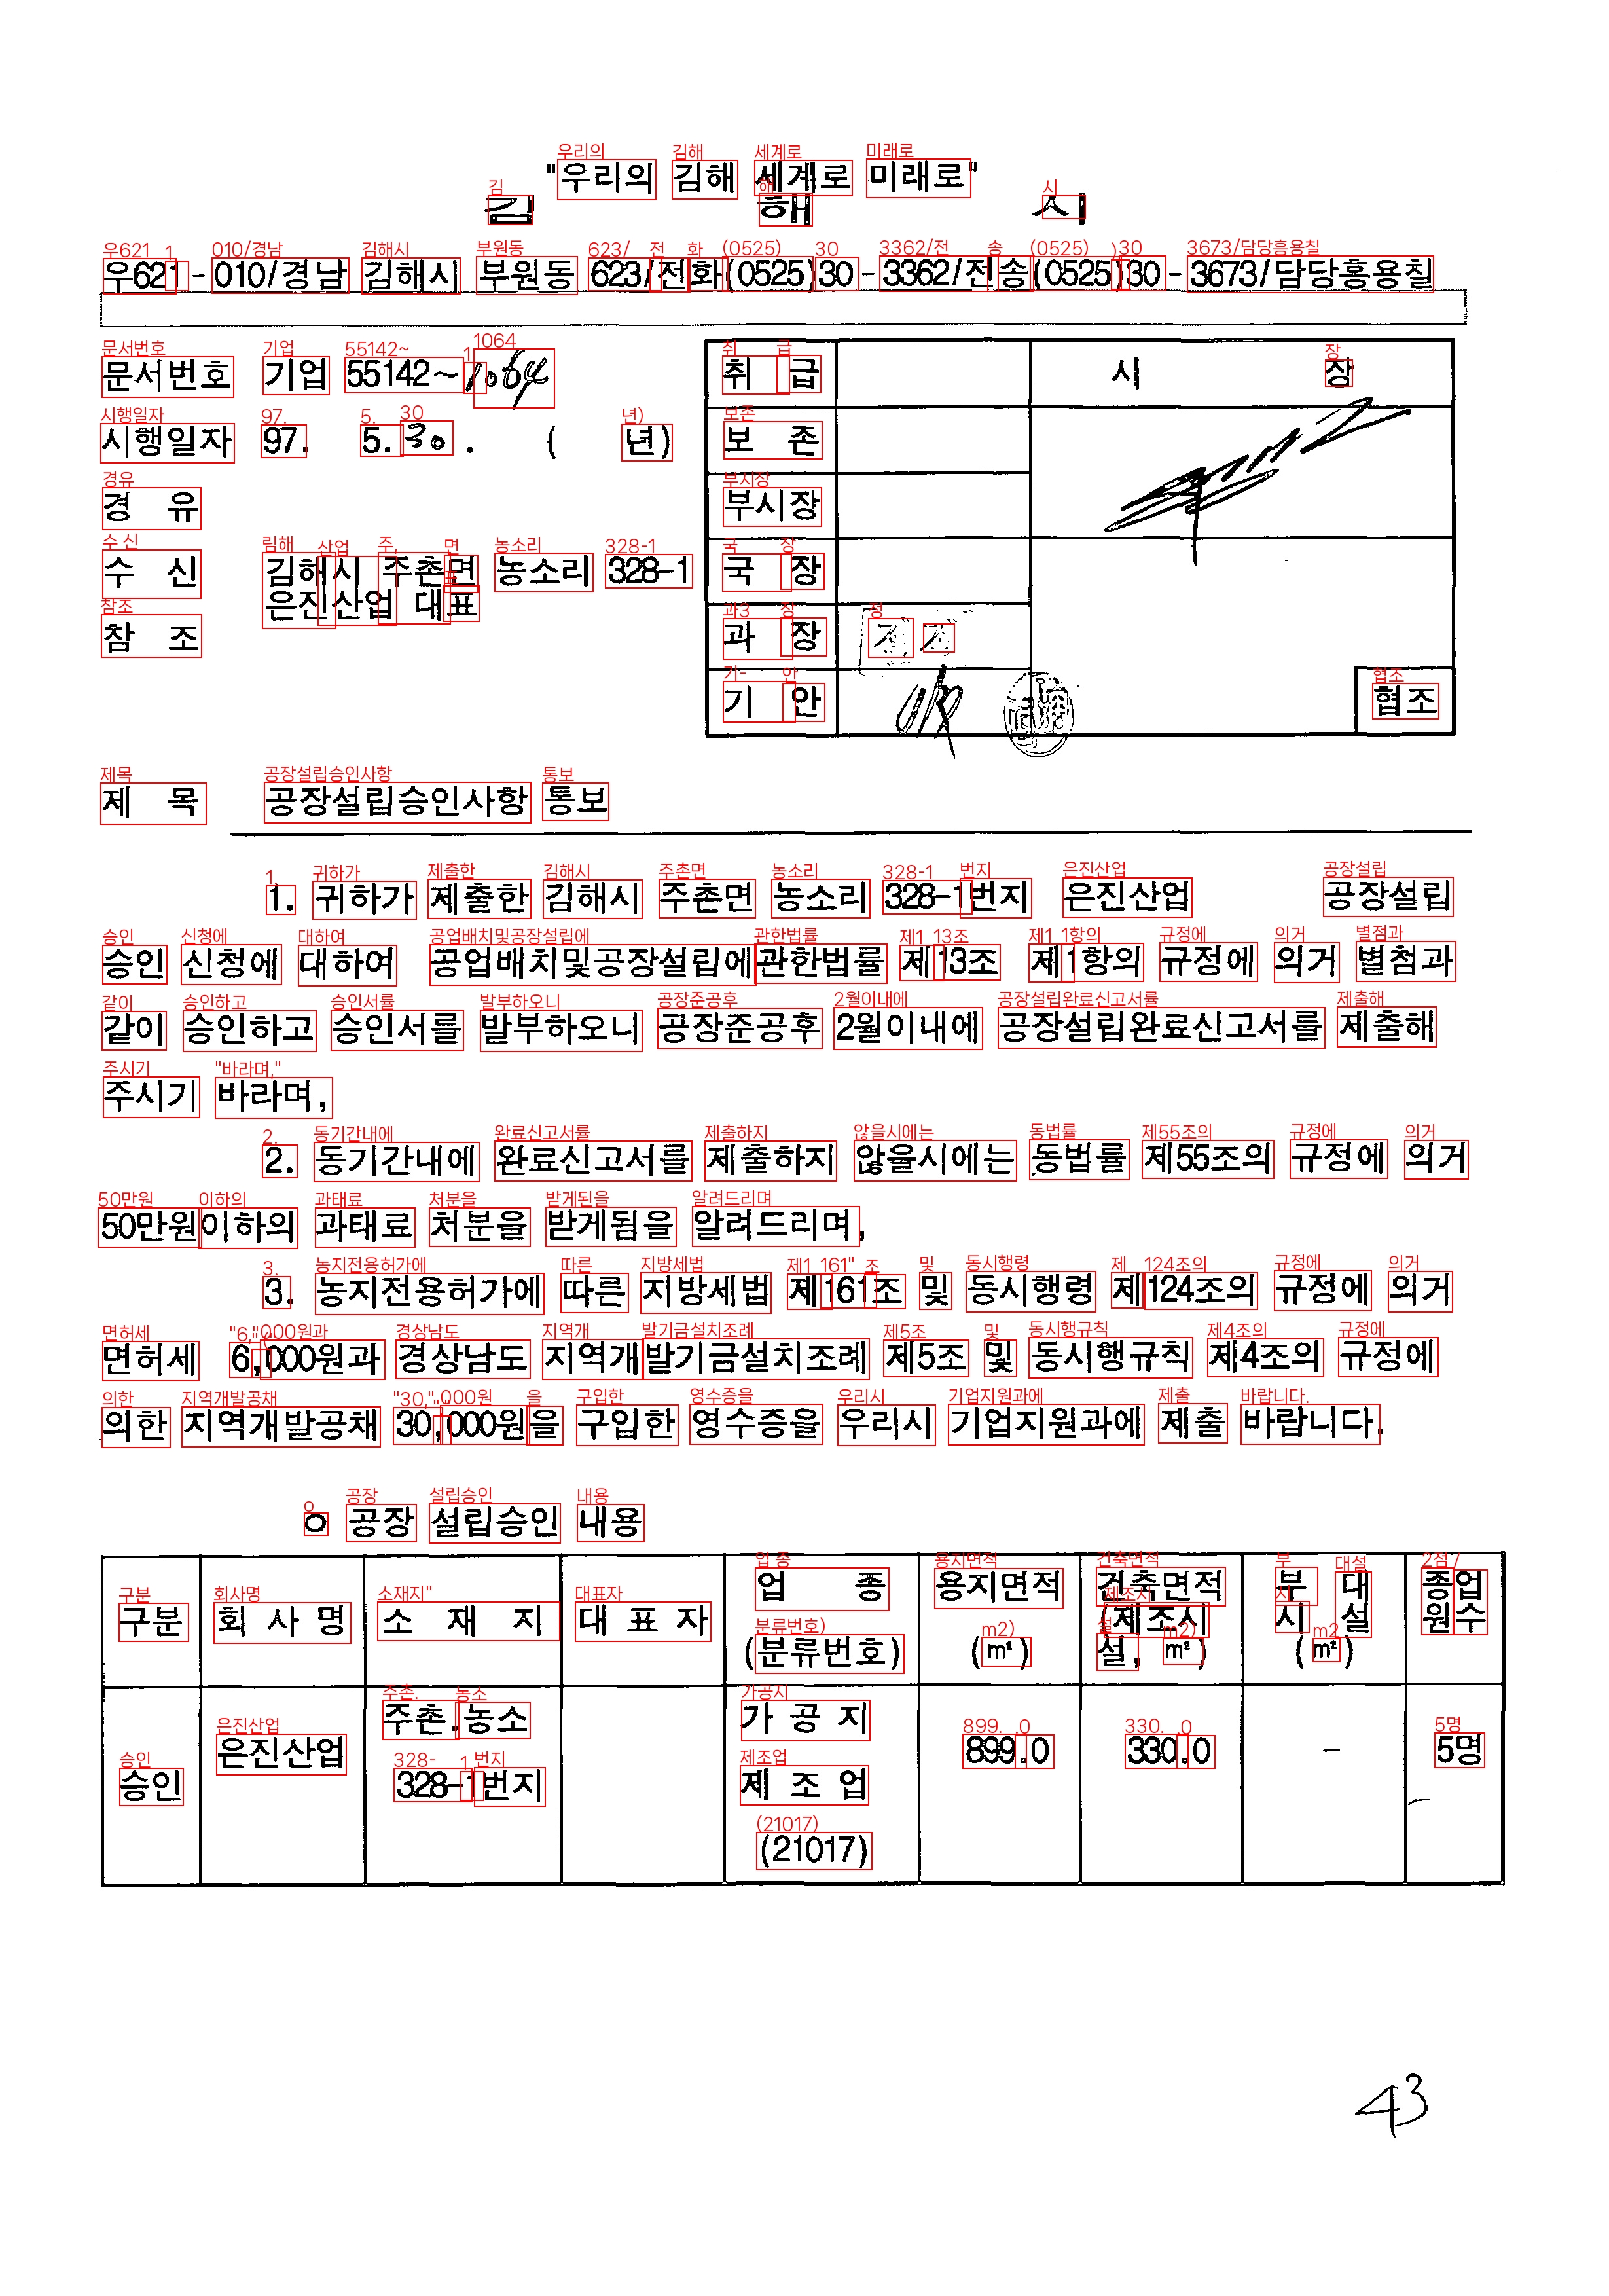 "우리의 김해 세계로 미래로"
김 해 시
우621-010/경남 김해시 부원동 623/전화(0525)30-3362/전송(0525)30-3673/담당홍용칠
문서번호 기업 55142~1064
시행일자 97. 5. 30. ( 년)
경 유
수 신 김해시 주촌면 농소리 328-1
은진산업 대표
참 조
취 급 시 장
보 존
부시장
국 장
과 장
기 안 협조
제 목 공장설립승인사항 통보
1. 귀하가 제출한 김해시 주촌면 농소리 328-1번지 은진산업 공장설립
승인 신청에 대하여 공업배치및공장설립에관한법률 제13조 제1항의 규정에 의거 별첨과
같이 승인하고 승인서를 발부하오니 공장준공후 2월이내에 공장설립완료신고서를 제출해
주시기 바라며,
2. 동기간내에 완료신고서를 제출하지 않을시에는 동법률 제55조의 규정에 의거
50만원이하의 과태료 처분을 받게됨을 알려드리며,
3. 농지전용허가에 따른 지방세법 제161조 및 동시행령 제124조의 규정에 의거
면허세 6,000원과 경상남도 지역개발기금설치조례 제5조 및 동시행규칙 제4조의 규정에
의한 지역개발공채 30,000원을 구입한 영수증을 우리시 기업지원과에 제출 바랍니다.
ㅇ 공장 설립승인 내용
구분 회 사 명 소 재 지 대 표 자 업 종 (분류번호) 용지면적 (m²) 건축면적 (제조시설, m²) 부 대 시 설 (m²) 종업원수
승인 은진산업 주촌.농소 328-1번지 가 공 지 제 조 업 (21017) 899.0 330.0 - 5명
43